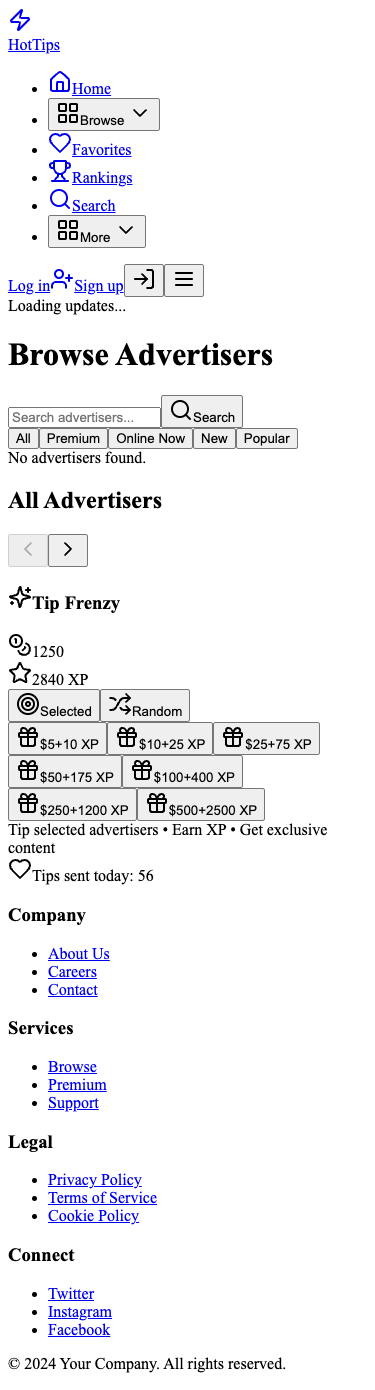 HotTips
Home
Browse
Favorites
Rankings
Search
More
Log in Sign up
Loading updates...
Browse Advertisers
Search advertisers... Search
All Premium Online Now New Popular
No advertisers found.
All Advertisers
Tip Frenzy
1250
2840 XP
Selected Random
$5+10 XP $10+25 XP $25+75 XP
$50+175 XP $100+400 XP
$250+1200 XP $500+2500 XP
Tip selected advertisers • Earn XP • Get exclusive
content
Tips sent today: 56
Company
About Us
Careers
Contact
Services
Browse
Premium
Support
Legal
Privacy Policy
Terms of Service
Cookie Policy
Connect
Twitter
Instagram
Facebook
© 2024 Your Company. All rights reserved.